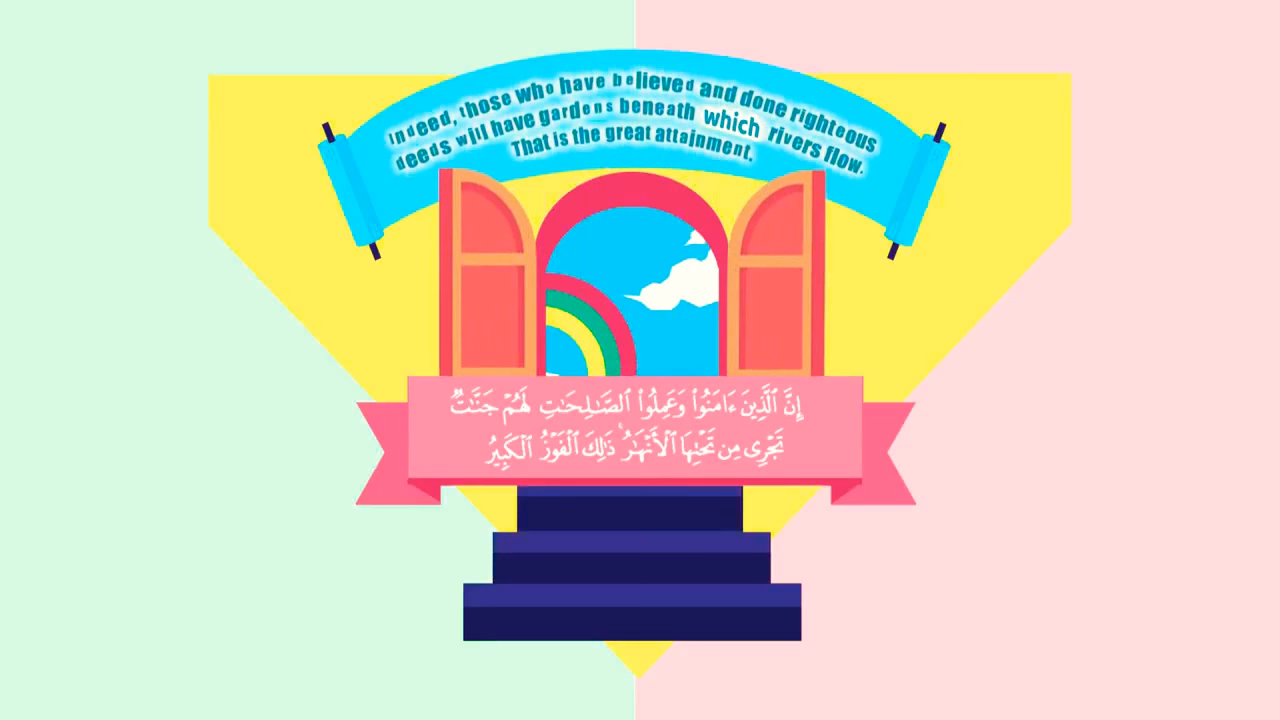 Indeed, those who have believed and done righteous
deeds will have gardens beneath which rivers flow.
That is the great attainment.
إِنَّ ٱلَّذِينَ ءَامَنُوا۟ وَعَمِلُوا۟ ٱلصَّـٰلِحَـٰتِ لَهُمْ جَنَّـٰتٌۭ
تَجْرِى مِن تَحْتِهَا ٱلْأَنْهَـٰرُ ۚ ذَٰلِكَ ٱلْفَوْزُ ٱلْكَبِيرُ